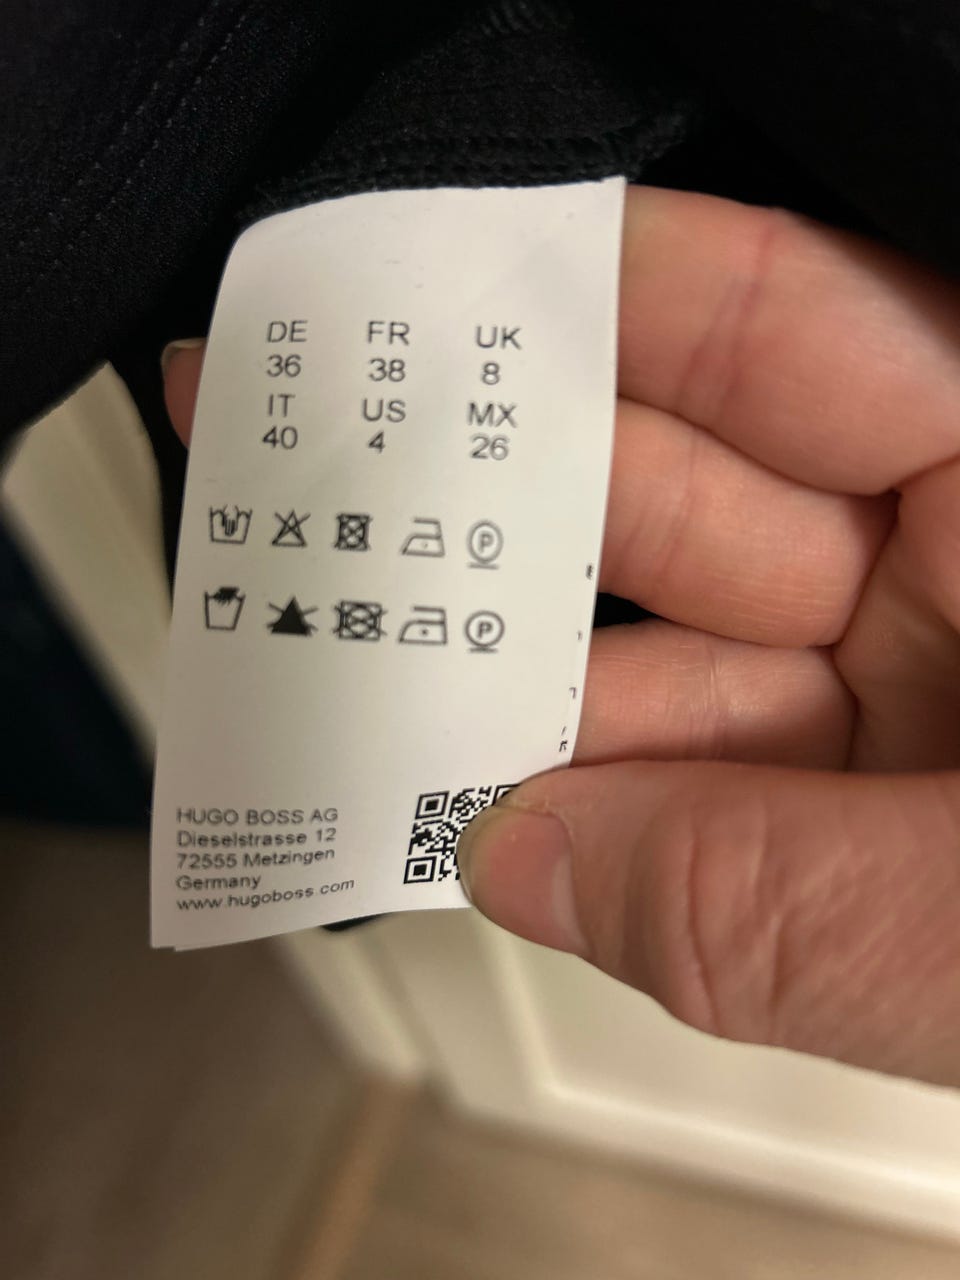 DE FR UK
36 38 8
IT US MX
40 4 26
P
P
HUGO BOSS AG
Dieselstrasse 12
72555 Metzingen
Germany
www.hugoboss.com